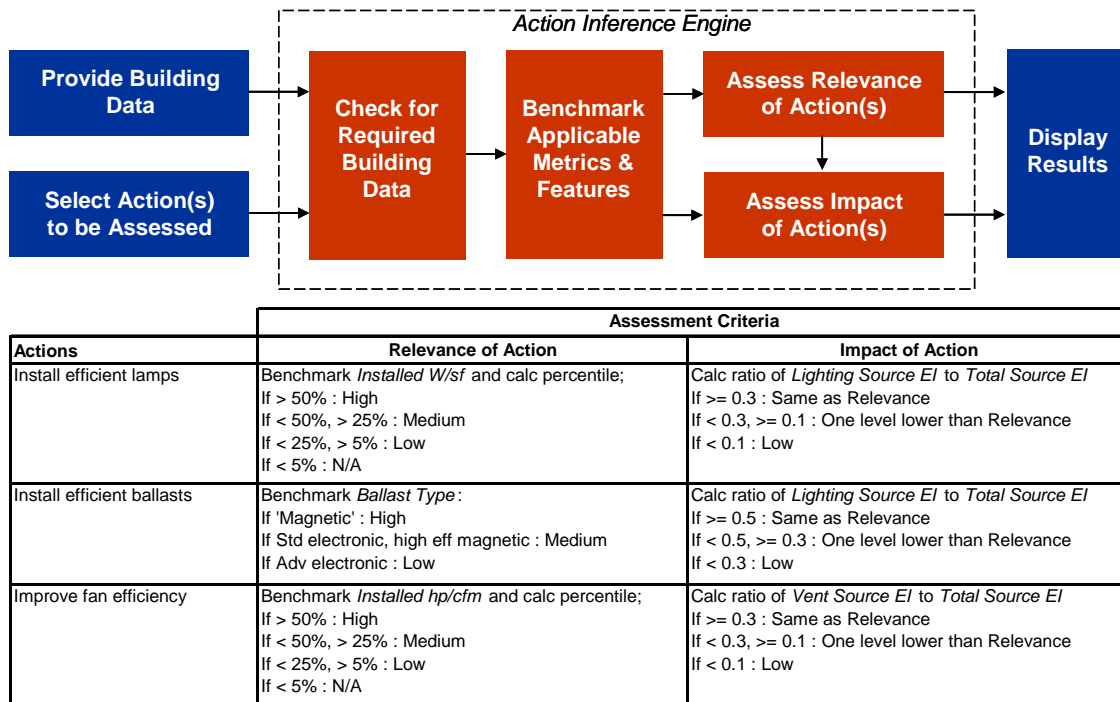 Action Inference Engine
Provide Building
Data
Select Action(s)
to be Assessed
Check for
Required
Building
Data
Benchmark
Applicable
Metrics &
Features
Assess Relevance
of Action(s)
Assess Impact
of Action(s)
Display
Results
Assessment Criteria
Actions
Relevance of Action
Impact of Action
Install efficient lamps
Benchmark Installed W/sf and calc percentile;
If > 50% : High
If < 50%, > 25% : Medium
If < 25%, > 5% : Low
If < 5% : N/A
Calc ratio of Lighting Source EI to Total Source EI
If >= 0.3 : Same as Relevance
If < 0.3, >= 0.1 : One level lower than Relevance
If < 0.1 : Low
Install efficient ballasts
Benchmark Ballast Type:
If 'Magnetic' : High
If Std electronic, high eff magnetic : Medium
If Adv electronic : Low
Calc ratio of Lighting Source EI to Total Source EI
If >= 0.5 : Same as Relevance
If < 0.5, >= 0.3 : One level lower than Relevance
If < 0.3 : Low
Improve fan efficiency
Benchmark Installed hp/cfm and calc percentile;
If > 50% : High
If < 50%, > 25% : Medium
If < 25%, > 5% : Low
If < 5% : N/A
Calc ratio of Vent Source EI to Total Source EI
If >= 0.3 : Same as Relevance
If < 0.3, >= 0.1 : One level lower than Relevance
If < 0.1 : Low